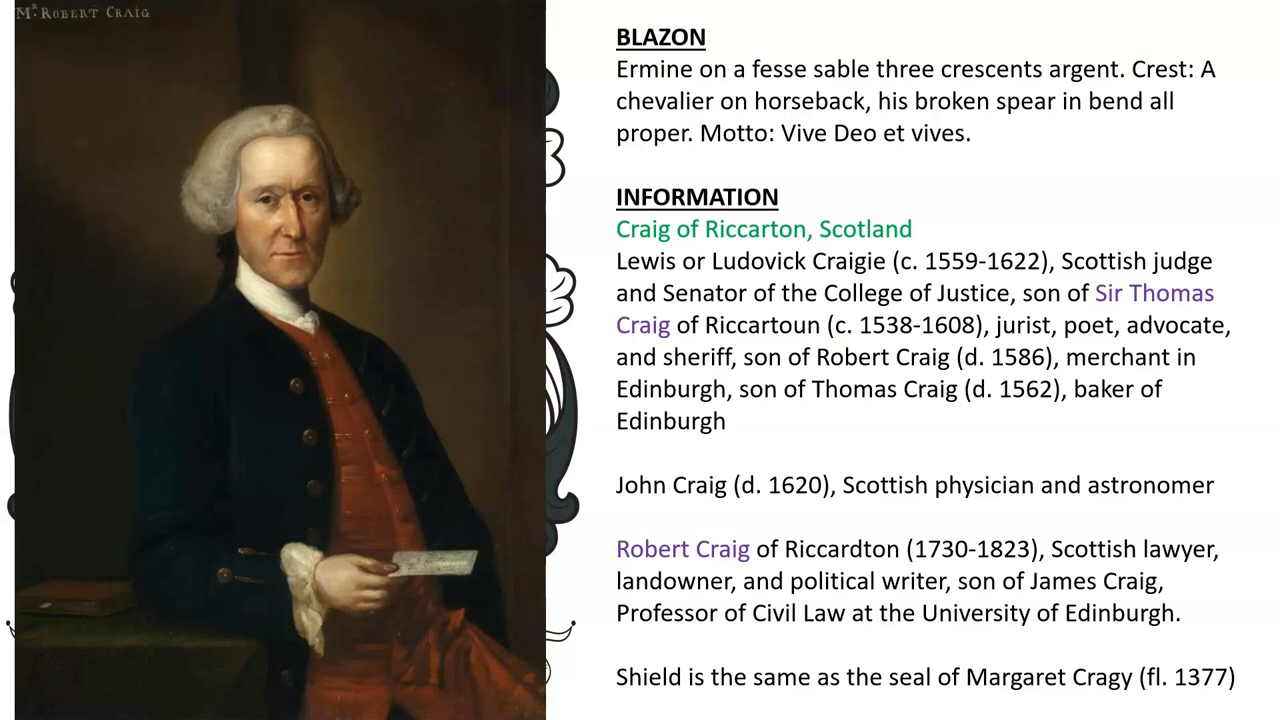 Mr. ROBERT CRAIG
BLAZON
Ermine on a fesse sable three crescents argent. Crest: A
chevalier on horseback, his broken spear in bend all
proper. Motto: Vive Deo et vives.
INFORMATION
Craig of Riccarton, Scotland
Lewis or Ludovick Craigie (c. 1559-1622), Scottish judge
and Senator of the College of Justice, son of Sir Thomas
Craig of Riccartoun (c. 1538-1608), jurist, poet, advocate,
and sheriff, son of Robert Craig (d. 1586), merchant in
Edinburgh, son of Thomas Craig (d. 1562), baker of
Edinburgh
John Craig (d. 1620), Scottish physician and astronomer
Robert Craig of Riccardton (1730-1823), Scottish lawyer,
landowner, and political writer, son of James Craig,
Professor of Civil Law at the University of Edinburgh.
Shield is the same as the seal of Margaret Cragy (fl. 1377)